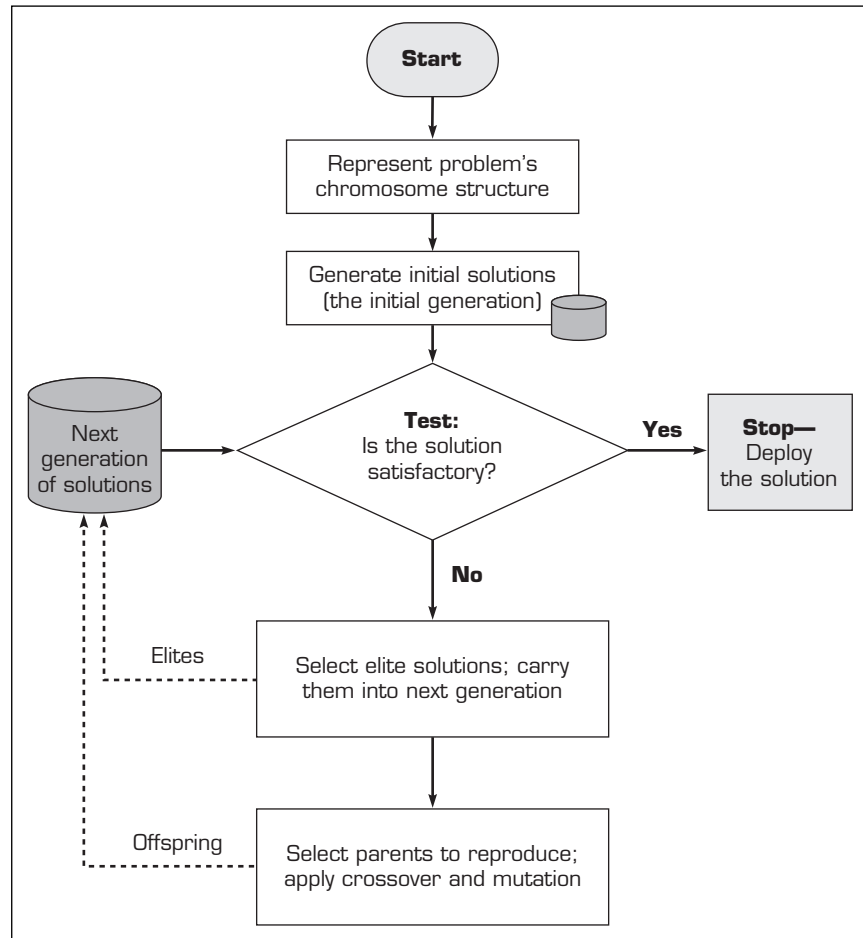 Start
Represent problem's
chromosome structure
Generate initial solutions
(the initial generation)
Next
generation
of solutions
Test:
Is the solution
satisfactory?
Yes
Stop—
Deploy
the solution
No
Elites
Select elite solutions; carry
them into next generation
Offspring
Select parents to reproduce;
apply crossover and mutation